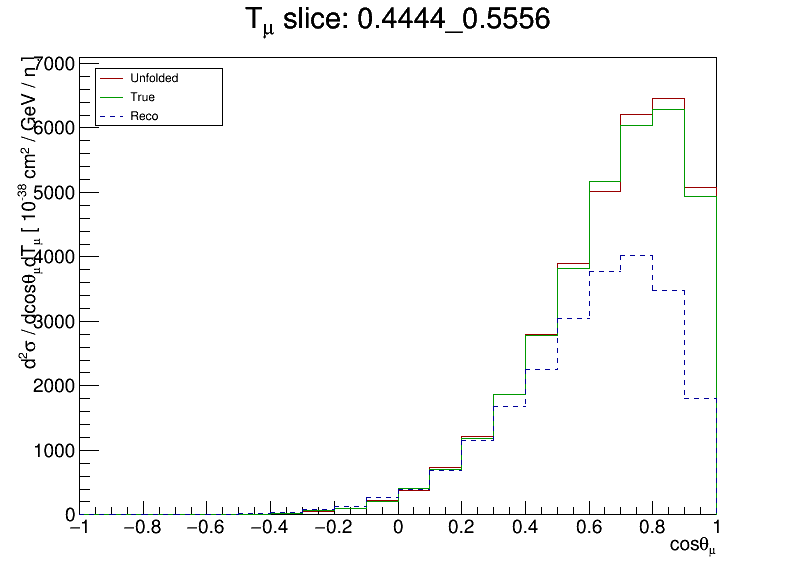 Tμ slice: 0.4444_0.5556
d²σ / dcosθμdTμ [ 10⁻³⁸ cm² / GeV / n ]
7000
6000
5000
4000
3000
2000
1000
0
Unfolded
True
Reco
−1 −0.8 −0.6 −0.4 −0.2 0 0.2 0.4 0.6 0.8 1
cosθμ